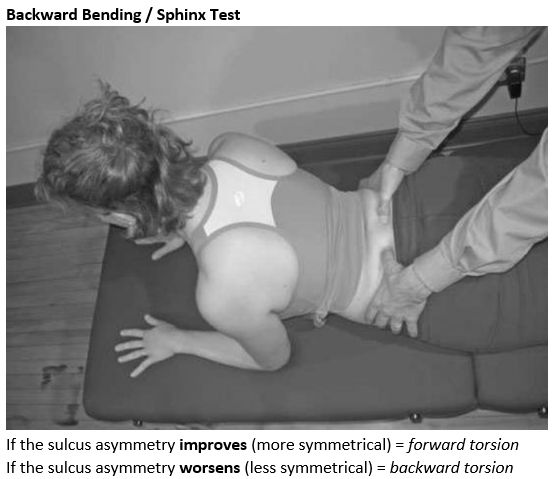 Backward Bending / Sphinx Test
If the sulcus asymmetry improves (more symmetrical) = forward torsion
If the sulcus asymmetry worsens (less symmetrical) = backward torsion